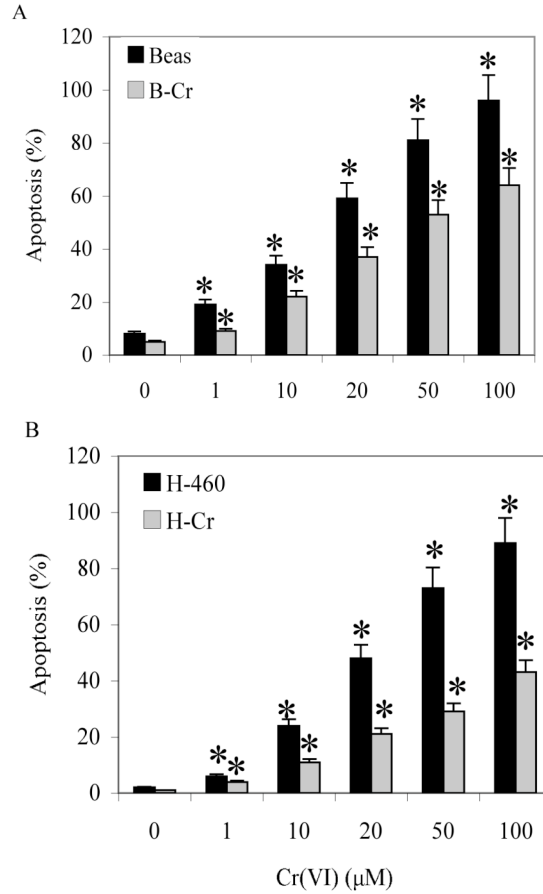 A
120
100
80
60
40
20
0
Apoptosis (%)
Beas
B-Cr
* * * * * * * * * *
0 1 10 20 50 100
B
120
100
80
60
40
20
0
Apoptosis (%)
H-460
H-Cr
* * * * * * * * * *
0 1 10 20 50 100
Cr(VI) (μM)